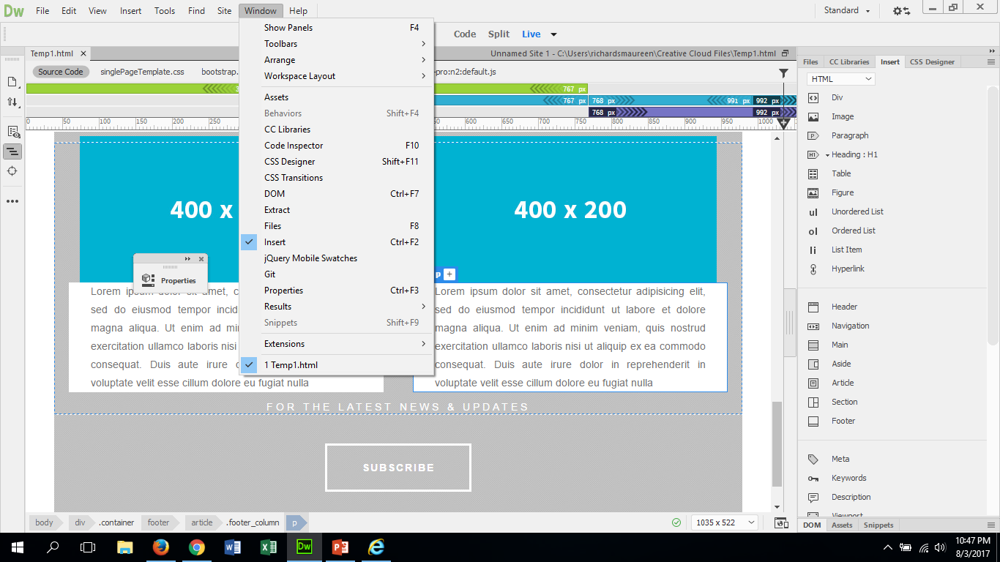 Dw File Edit View Insert Tools Find Site Window Help Standard
Code Split Live
Temp1.html Unnamed Site 1 - C:\Users\richardsmaureen\Creative Cloud Files\Temp1.html
Source Code singlePageTemplate.css bootstrap. -pro:n2:default.js
767 px
767 px 768 px 991 px 992 px
768 px 992 px
0 50 100 150 200 250 600 650 700 750 800 850 900 950 1000
Show Panels F4
Toolbars
Arrange
Workspace Layout
Assets
Behaviors Shift+F4
CC Libraries
Code Inspector F10
CSS Designer Shift+F11
CSS Transitions
DOM Ctrl+F7
Extract
Files F8
Insert Ctrl+F2
jQuery Mobile Swatches
Git
Properties Ctrl+F3
Results
Snippets Shift+F9
Extensions
1 Temp1.html
400 x
400 x 200
Properties
p +
Lorem ipsum dolor sit amet, c
sed do eiusmod tempor incid
magna aliqua. Ut enim ad mi
exercitation ullamco laboris nisi
consequat. Duis aute irure
voluptate velit esse cillum dolore eu fugiat nulla
Lorem ipsum dolor sit amet, consectetur adipisicing elit,
sed do eiusmod tempor incididunt ut labore et dolore
magna aliqua. Ut enim ad minim veniam, quis nostrud
exercitation ullamco laboris nisi ut aliquip ex ea commodo
consequat. Duis aute irure dolor in reprehenderit in
voluptate velit esse cillum dolore eu fugiat nulla
FOR THE LATEST NEWS & UPDATES
SUBSCRIBE
body div .container footer article .footer_column p
1035 x 522
Files CC Libraries Insert CSS Designer
HTML
Div
Image
Paragraph
H1 Heading : H1
Table
Figure
ul Unordered List
ol Ordered List
li List Item
Hyperlink
Header
Navigation
Main
Aside
Article
Section
Footer
Meta
Keywords
Description
Viewport
DOM Assets Snippets
Dw
10:47 PM
8/3/2017